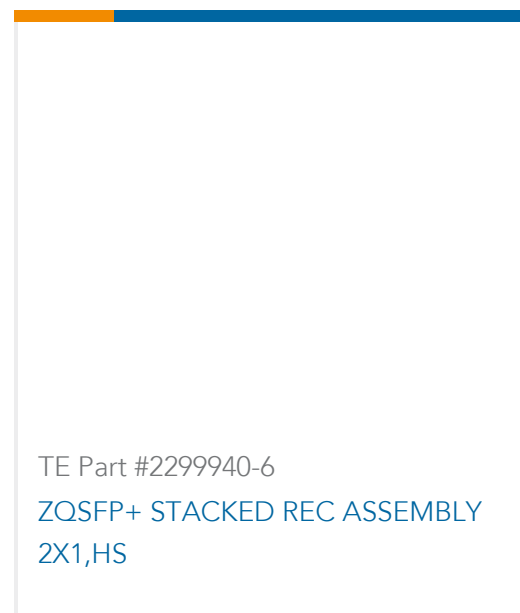 TE Part #2299940-6
ZQSFP+ STACKED REC ASSEMBLY
2X1,HS